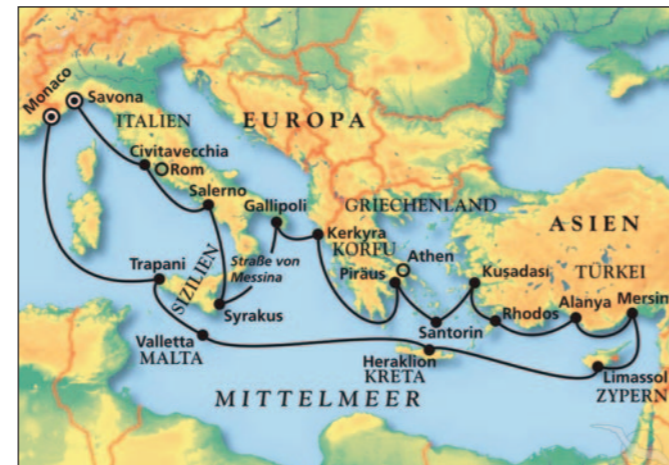 Monaco
Savona
ITALIEN
EUROPA
Civitavecchia
Rom
Salerno
Gallipoli
GRIECHENLAND
ASIEN
Kerkyra
KORFU
Athen
Straße von
Messina
Trapani
SIZILIEN
Piräus
Kuşadası
TÜRKEI
Syrakus
Santorin
Rhodos
Alanya
Mersin
Valletta
MALTA
Heraklion
KRETA
Limassol
ZYPERN
MITTELMEER